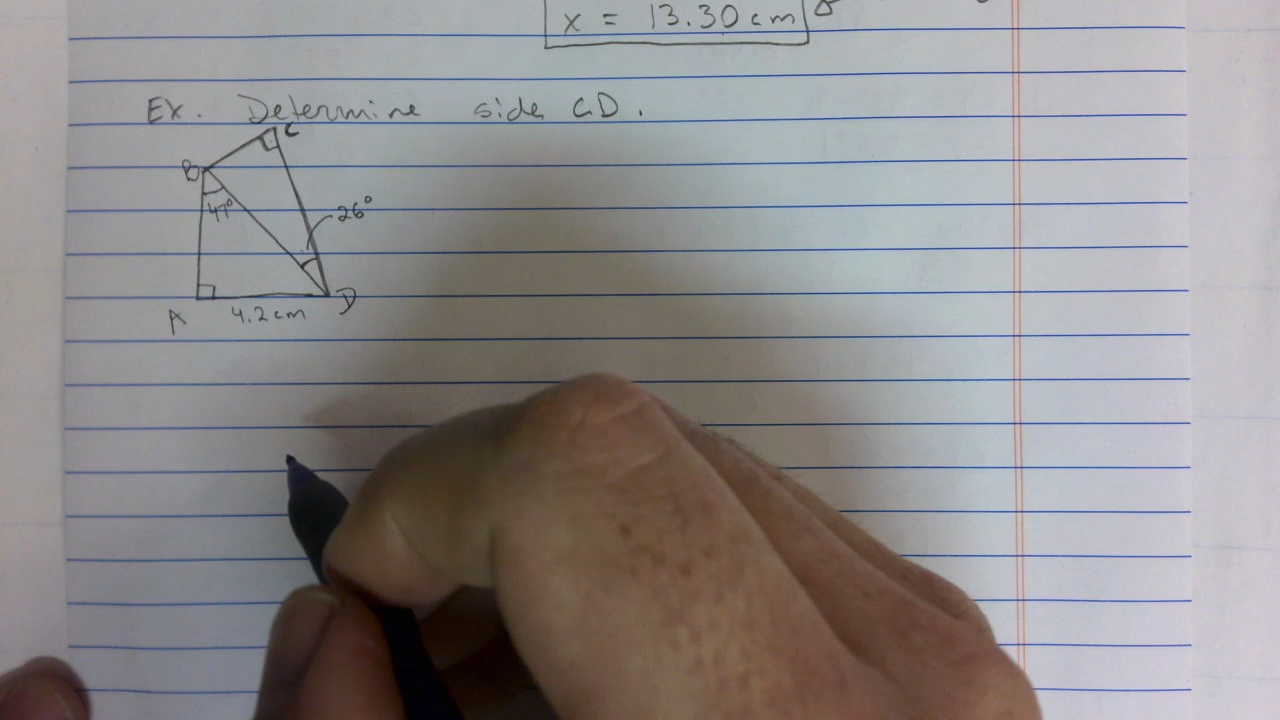 x = 13.30 cm
Ex. Determine side CD.
C
B
47°
26°
A
4.2 cm
D